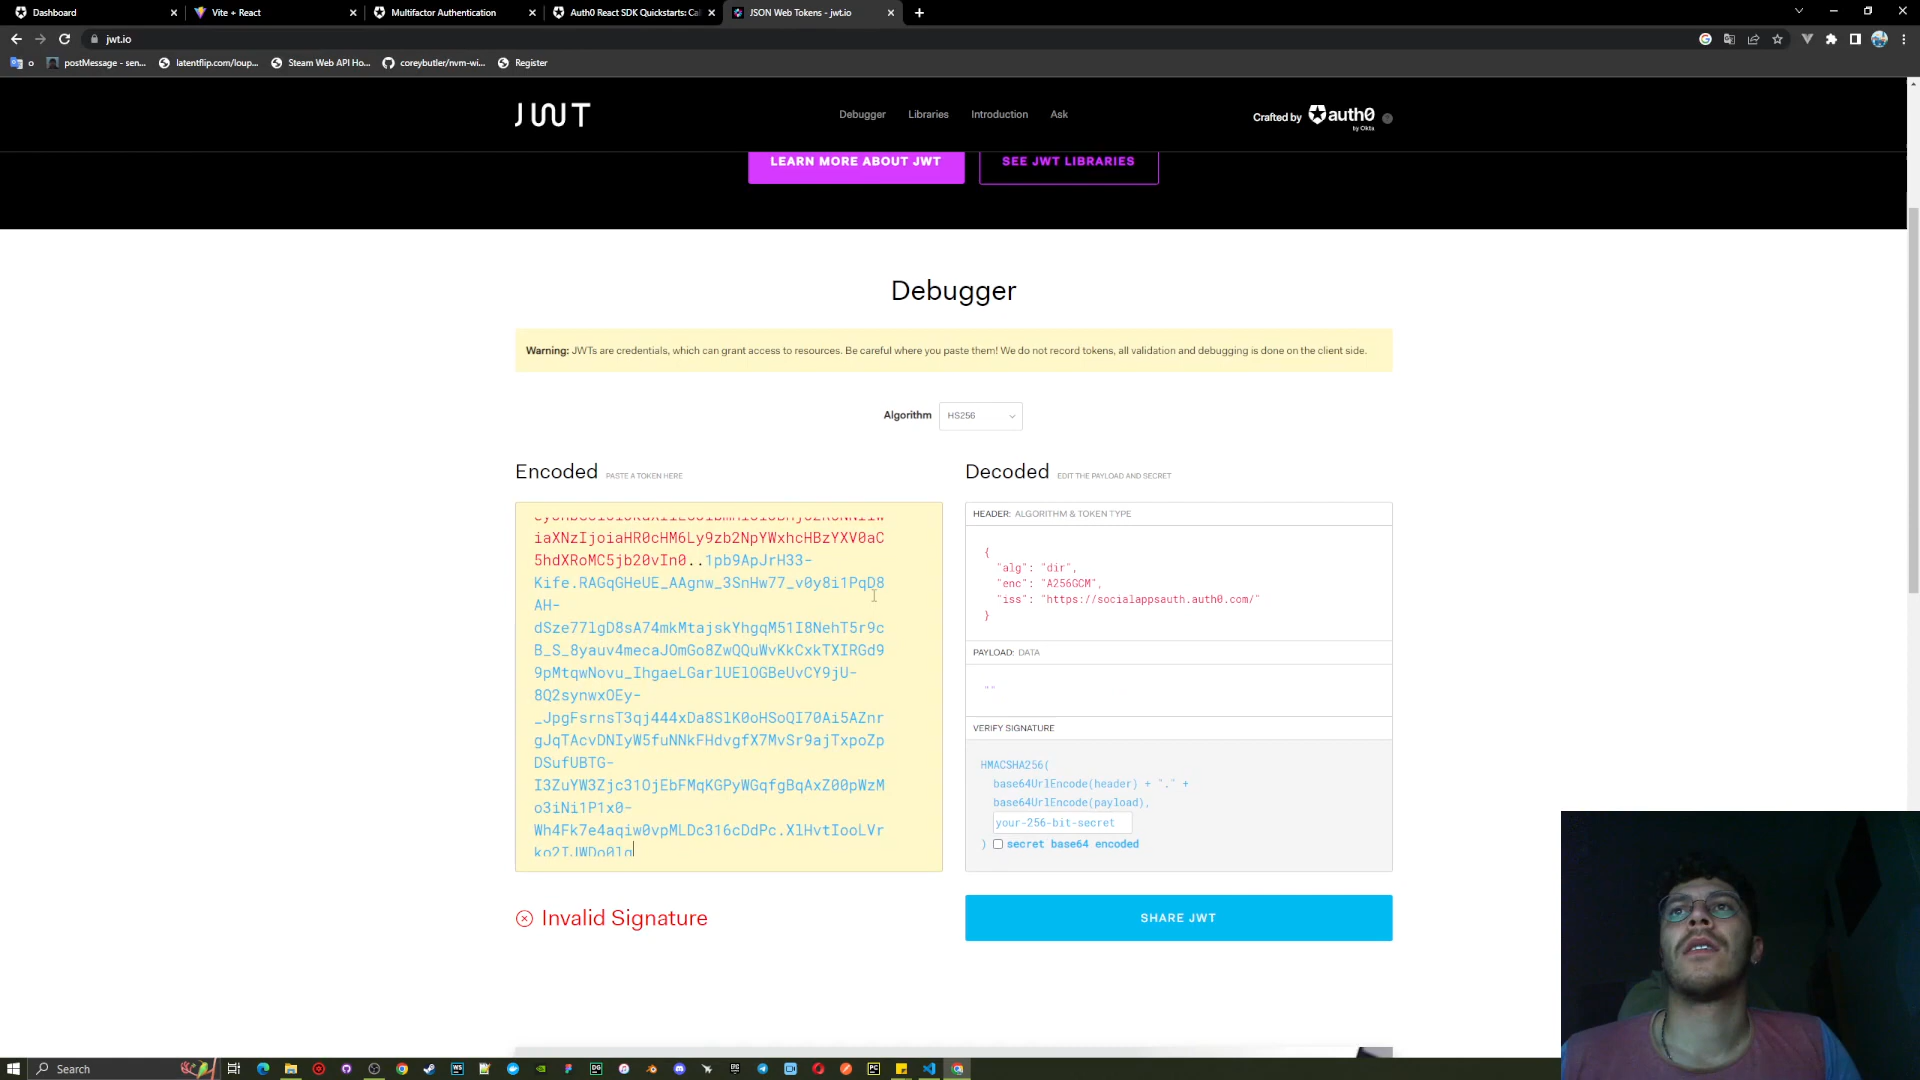 Dashboard
Vite + React
Multifactor Authentication
Auth0 React SDK Quickstarts: Cal
JSON Web Tokens - jwt.io
jwt.io
o
postMessage - sen...
latentflip.com/loup...
Steam Web API Ho...
coreybutler/nvm-wi...
Register
JWT
Debugger
Libraries
Introduction
Ask
Crafted by
auth0
by Okta
LEARN MORE ABOUT JWT
SEE JWT LIBRARIES
Debugger
Warning: JWTs are credentials, which can grant access to resources. Be careful where you paste them! We do not record tokens, all validation and debugging is done on the client side.
Algorithm
HS256
Encoded PASTE A TOKEN HERE
iaXNzIjoiaHR0cHM6Ly9zb2NpYWxhcHBzYXV0aC
5hdXRoMC5jb20vIn0..1pb9ApJrH33-
Kife.RAGqGHeUE_AAgnw_3SnHw77_v0y8i1PqD8
AH-
dSze77lgD8sA74mkMtajskYhgqM51I8NehT5r9c
B_S_8yauv4mecaJOmGo8ZwQQuWvKkCxkTXIRGd9
9pMtqwNovu_IhgaeLGarlUElOGBeUvCY9jU-
8Q2synwxOEy-
_JpgFsrnsT3qj444xDa8SlK0oHSoQI70Ai5AZnr
gJqTAcvDNIyW5fuNNkFHdvgfX7MvSr9ajTxpoZp
DSufUBTG-
I3ZuYW3Zjc31OjEbFMqKGPyWGqfgBqAxZ00pWzM
o3iNi1P1x0-
Wh4Fk7e4aqiw0vpMLDc316cDdPc.XlHvtIooLVr
Decoded EDIT THE PAYLOAD AND SECRET
HEADER: ALGORITHM & TOKEN TYPE
{
"alg": "dir",
"enc": "A256GCM",
"iss": "https://socialappsauth.auth0.com/"
}
PAYLOAD: DATA
""
VERIFY SIGNATURE
HMACSHA256(
base64UrlEncode(header) + "." +
base64UrlEncode(payload),
your-256-bit-secret
) secret base64 encoded
Invalid Signature
SHARE JWT
Search